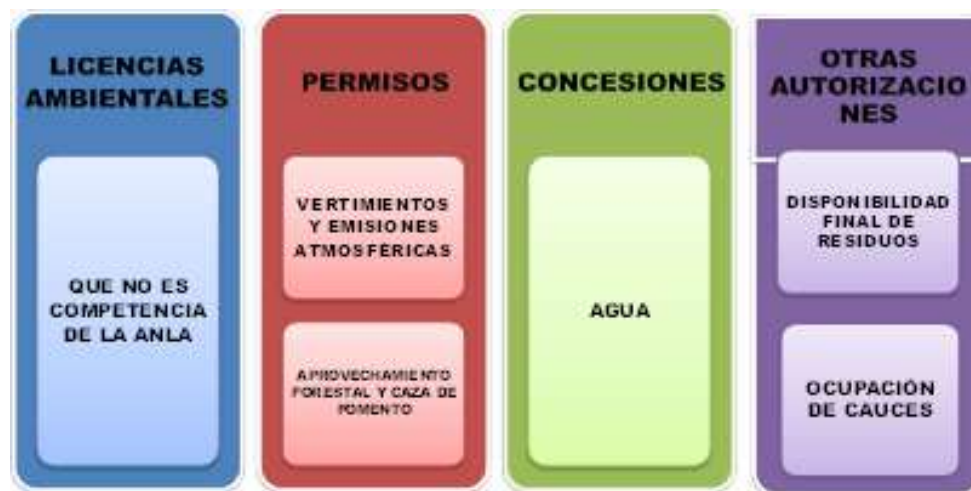 LICENCIAS
AMBIENTALES
QUE NO ES
COMPETENCIA
DE LA ANLA
PERMISOS
VERTIMIENTOS
Y EMISIONES
ATMOSFÉRICAS
APROVECHAMIENTO
FORESTAL Y CAZA DE
FOMENTO
CONCESIONES
AGUA
OTRAS
AUTORIZACIO
NES
DISPONIBILIDAD
FINAL DE
RESIDUOS
OCUPACIÓN
DE CAUCES